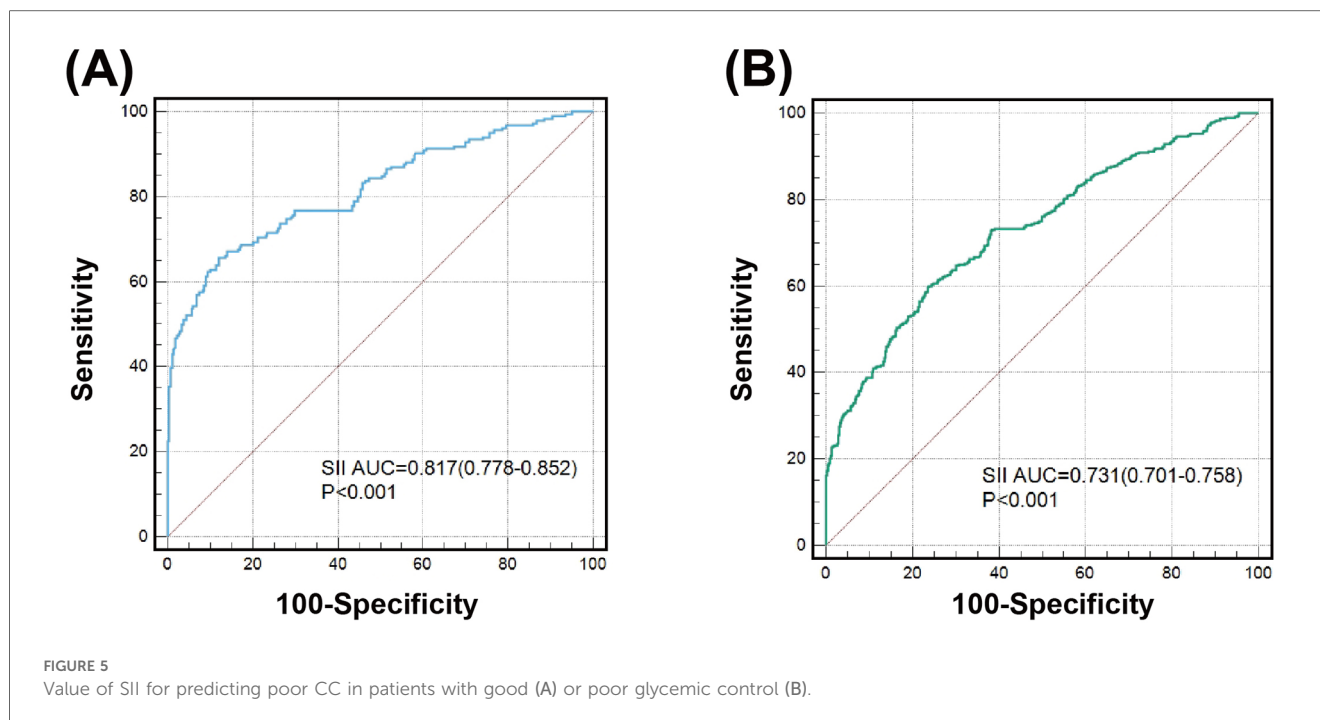 (A)
100
80
60
40
20
0
Sensitivity
SII AUC=0.817(0.778-0.852)
P<0.001
0 20 40 60 80 100
100-Specificity
(B)
100
80
60
40
20
0
Sensitivity
SII AUC=0.731(0.701-0.758)
P<0.001
0 20 40 60 80 100
100-Specificity
FIGURE 5
Value of SII for predicting poor CC in patients with good (A) or poor glycemic control (B).